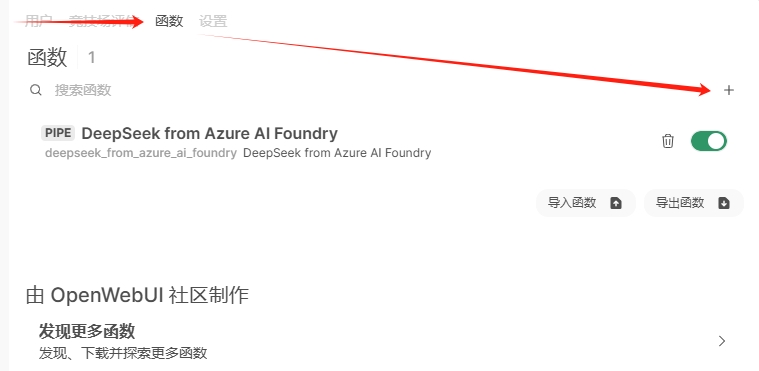 用户 竞技场评估 函数 设置
函数 1
搜索函数
PIPE DeepSeek from Azure AI Foundry
deepseek_from_azure_ai_foundry DeepSeek from Azure AI Foundry
导入函数 导出函数
由 OpenWebUI 社区制作
发现更多函数
发现、下载并探索更多函数